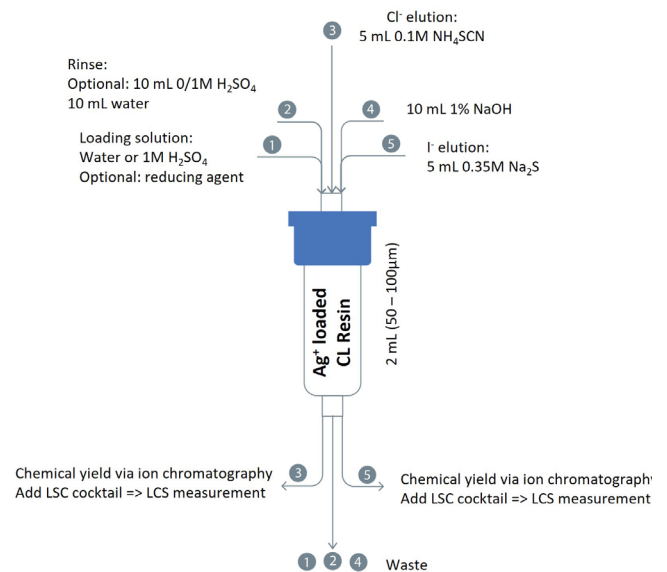 Cl⁻ elution:
5 mL 0.1M NH₄SCN
3
Rinse:
Optional: 10 mL 0/1M H₂SO₄
10 mL water
2
4
10 mL 1% NaOH
Loading solution:
Water or 1M H₂SO₄
Optional: reducing agent
1
5
I⁻ elution:
5 mL 0.35M Na₂S
Ag⁺ loaded
CL Resin
2 mL (50 – 100µm)
Chemical yield via ion chromatography
Add LSC cocktail => LCS measurement
3
5
Chemical yield via ion chromatography
Add LSC cocktail => LCS measurement
1 2 4 Waste